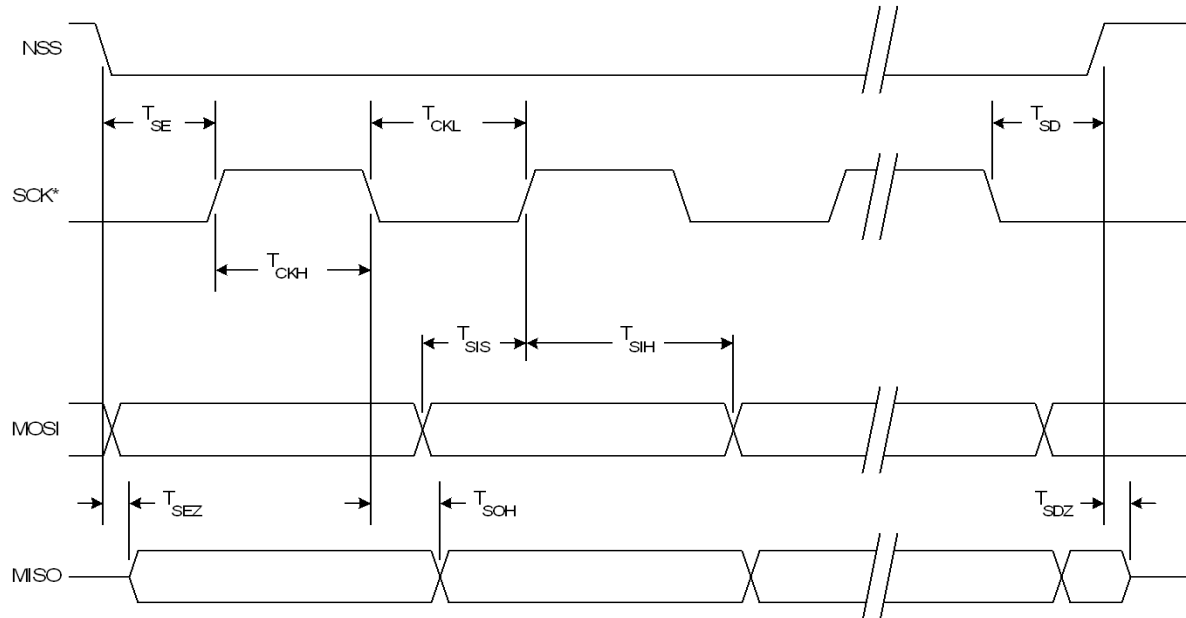 NSS
T_SE
T_CKL
T_SD
SCK*
T_CKH
T_SIS
T_SIH
MOSI
T_SEZ
T_SOH
T_SDZ
MISO